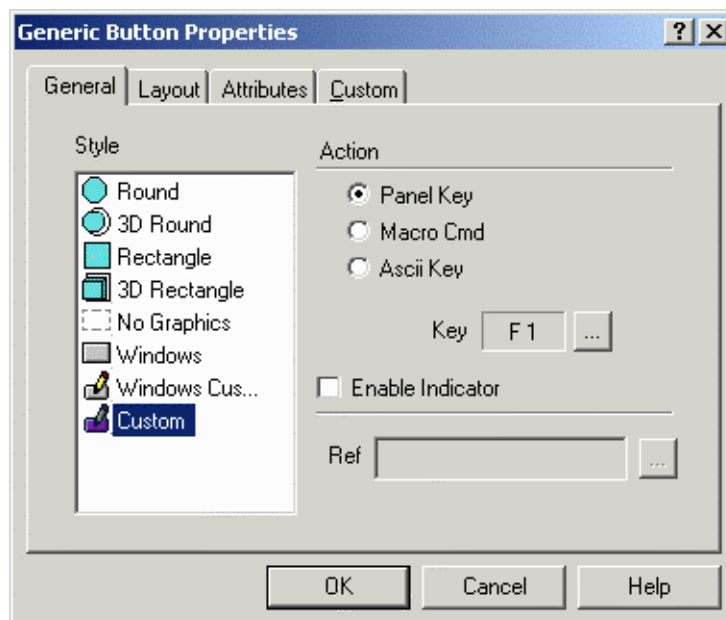 Generic Button Properties
General
Layout
Attributes
Custom
Style
Round
3D Round
Rectangle
3D Rectangle
No Graphics
Windows
Windows Cus...
Custom
Action
Panel Key
Macro Cmd
Ascii Key
Key F 1 ...
Enable Indicator
Ref ...
OK
Cancel
Help